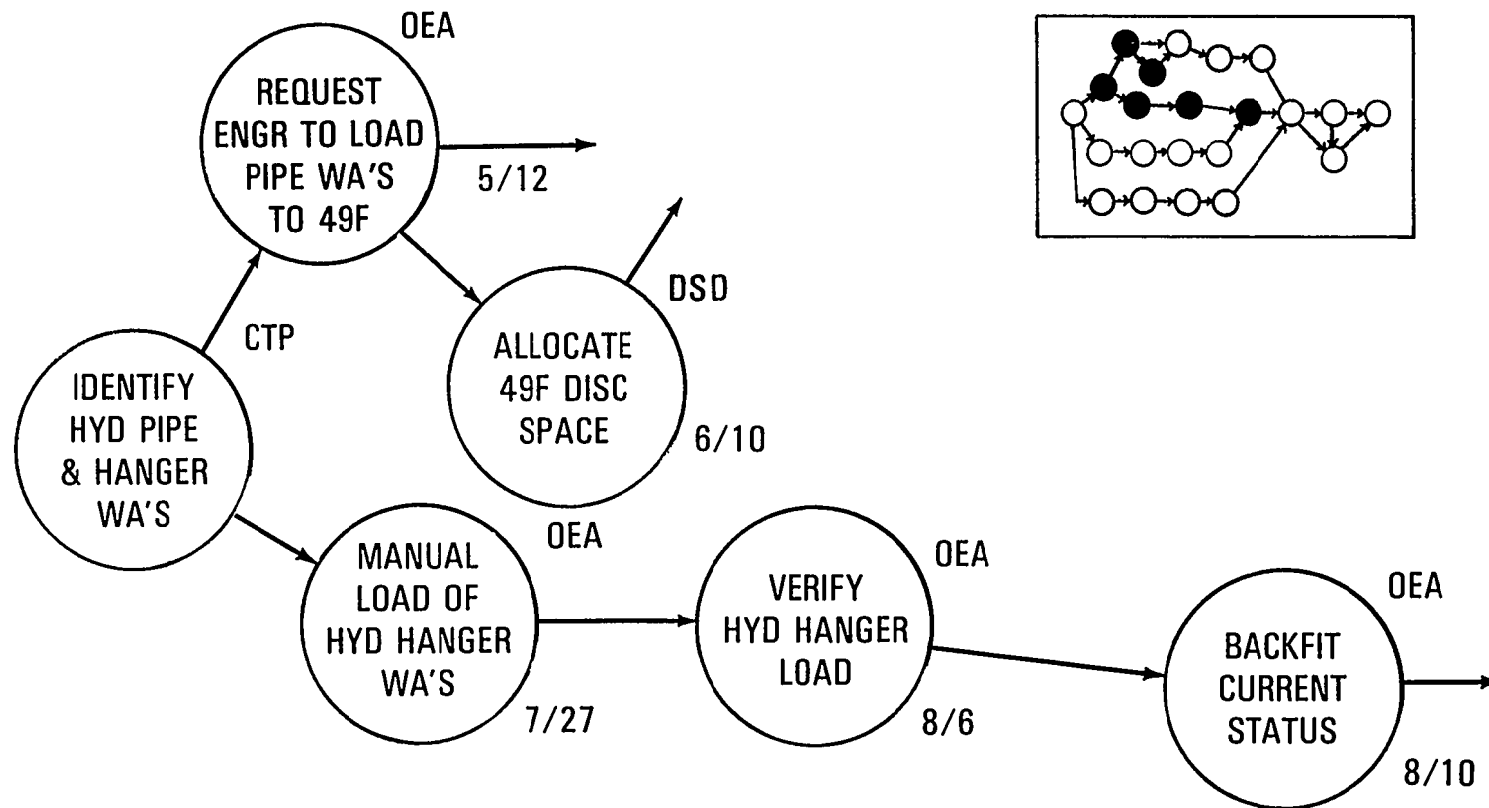 OEA
REQUEST
ENGR TO LOAD
PIPE WA'S
TO 49F
5/12
DSD
CTP
ALLOCATE
49F DISC
SPACE
6/10
IDENTIFY
HYD PIPE
& HANGER
WA'S
OEA
MANUAL
LOAD OF
HYD HANGER
WA'S
7/27
OEA
VERIFY
HYD HANGER
LOAD
8/6
OEA
BACKFIT
CURRENT
STATUS
8/10